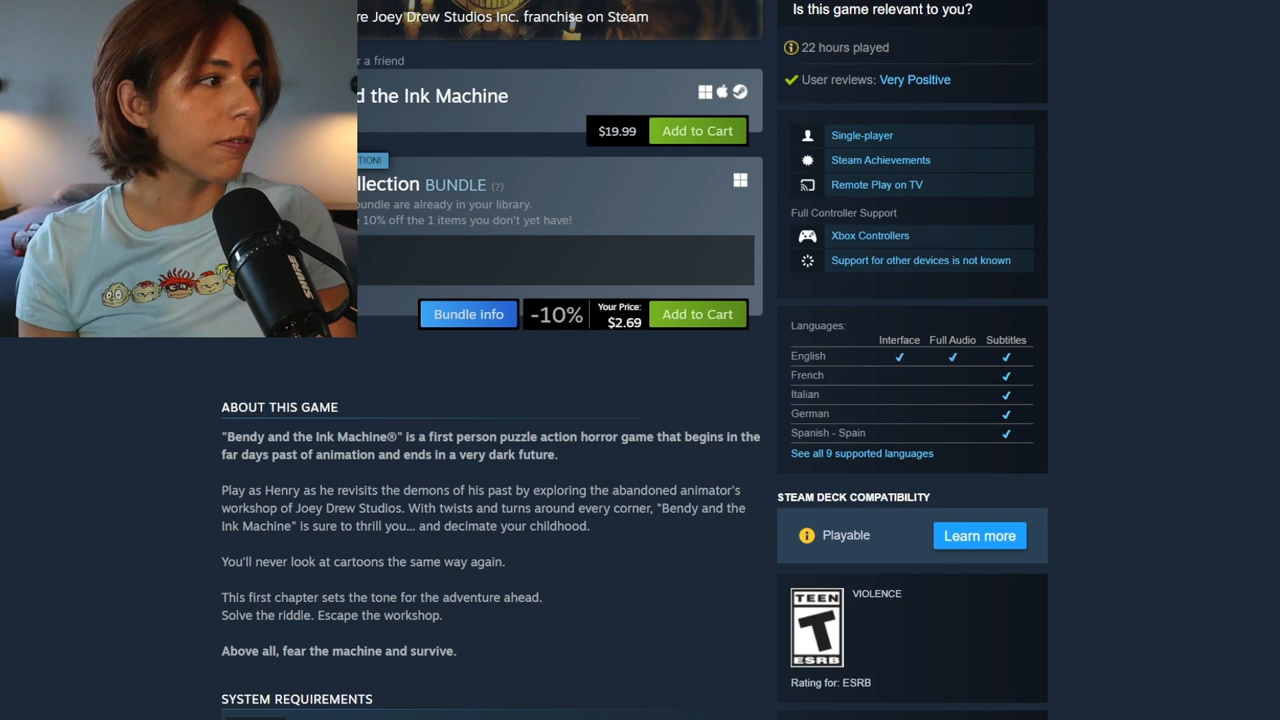 re Joey Drew Studios Inc. franchise on Steam
r a friend
d the Ink Machine
$19.99
Add to Cart
TION!
llection BUNDLE (?)
bundle are already in your library.
10% off the 1 items you don't yet have!
Bundle info
-10%
Your Price:
$2.69
Add to Cart
ABOUT THIS GAME
"Bendy and the Ink Machine®" is a first person puzzle action horror game that begins in the
far days past of animation and ends in a very dark future.
Play as Henry as he revisits the demons of his past by exploring the abandoned animator's
workshop of Joey Drew Studios. With twists and turns around every corner, "Bendy and the
Ink Machine" is sure to thrill you... and decimate your childhood.
You'll never look at cartoons the same way again.
This first chapter sets the tone for the adventure ahead.
Solve the riddle. Escape the workshop.
Above all, fear the machine and survive.
SYSTEM REQUIREMENTS
Is this game relevant to you?
22 hours played
User reviews: Very Positive
Single-player
Steam Achievements
Remote Play on TV
Full Controller Support
Xbox Controllers
Support for other devices is not known
Languages:
Interface Full Audio Subtitles
English ✔ ✔ ✔
French ✔
Italian ✔
German ✔
Spanish - Spain ✔
See all 9 supported languages
STEAM DECK COMPATIBILITY
Playable
Learn more
TEEN
T
ESRB
VIOLENCE
Rating for: ESRB
SHURE